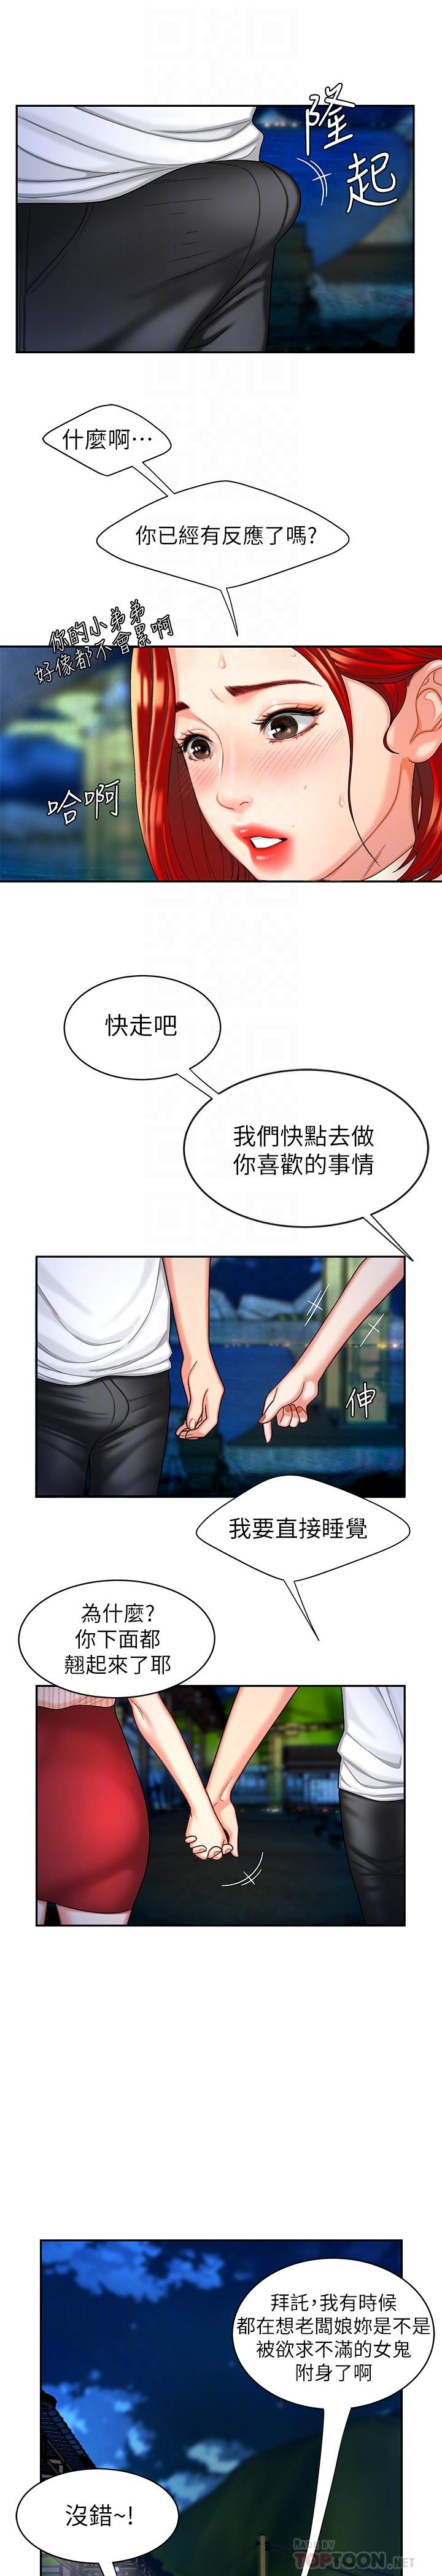 隆起
什麼啊…
你已經有反應了嗎?
你的小弟弟
好像都不會累啊
哈啊
快走吧
我們快點去做
你喜歡的事情
伸
我要直接睡覺
為什麼?
你下面都
翹起來了耶
拜託,我有時候
都在想老闆娘妳是不是
被欲求不滿的女鬼
附身了啊
沒錯~!
MADE BY
TOPTOON.NET